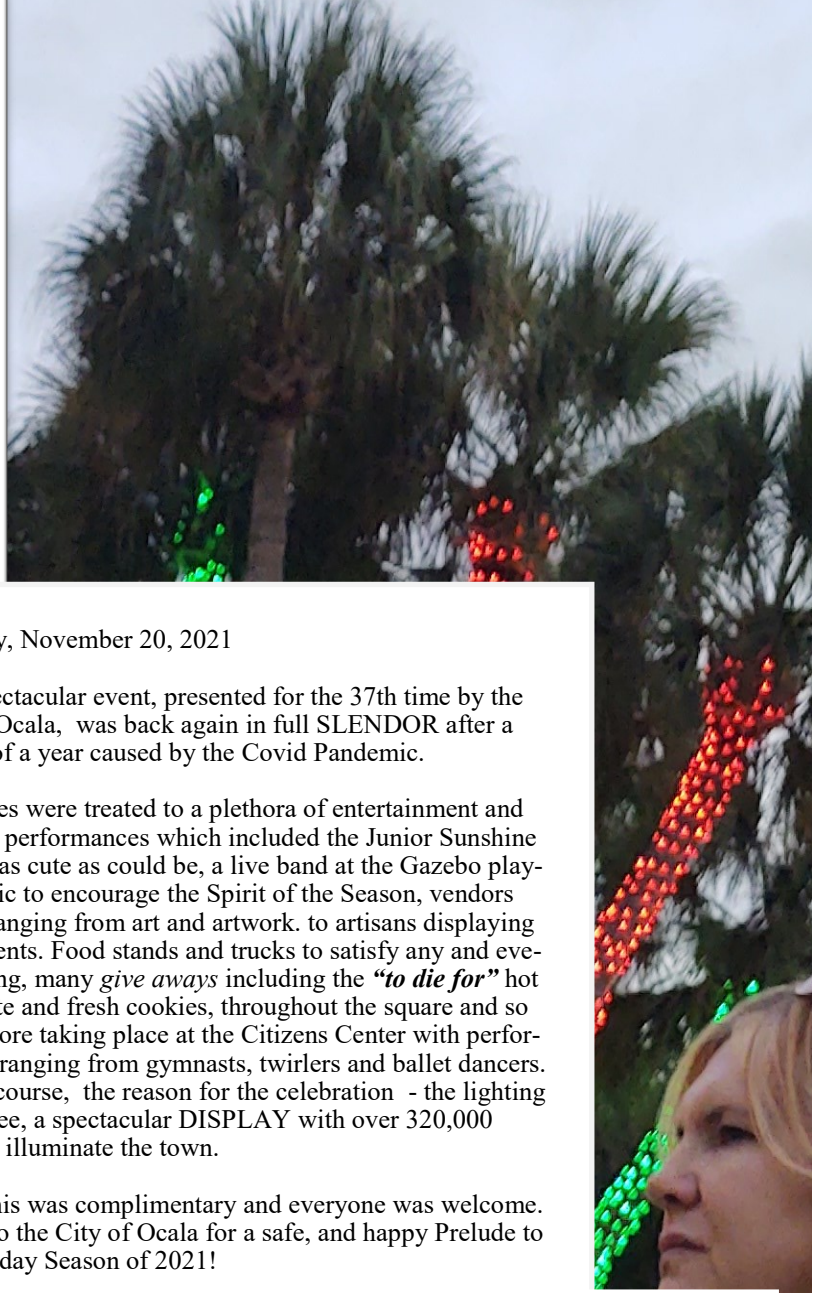 y, November 20, 2021
ectacular event, presented for the 37th time by the
Ocala, was back again in full SLENDOR after a
of a year caused by the Covid Pandemic.
es were treated to a plethora of entertainment and
performances which included the Junior Sunshine
as cute as could be, a live band at the Gazebo play-
ic to encourage the Spirit of the Season, vendors
anging from art and artwork. to artisans displaying
ents. Food stands and trucks to satisfy any and eve-
ng, many give aways including the “to die for” hot
te and fresh cookies, throughout the square and so
ore taking place at the Citizens Center with perfor-
ranging from gymnasts, twirlers and ballet dancers.
course, the reason for the celebration - the lighting
ee, a spectacular DISPLAY with over 320,000
illuminate the town.
his was complimentary and everyone was welcome.
o the City of Ocala for a safe, and happy Prelude to
day Season of 2021!